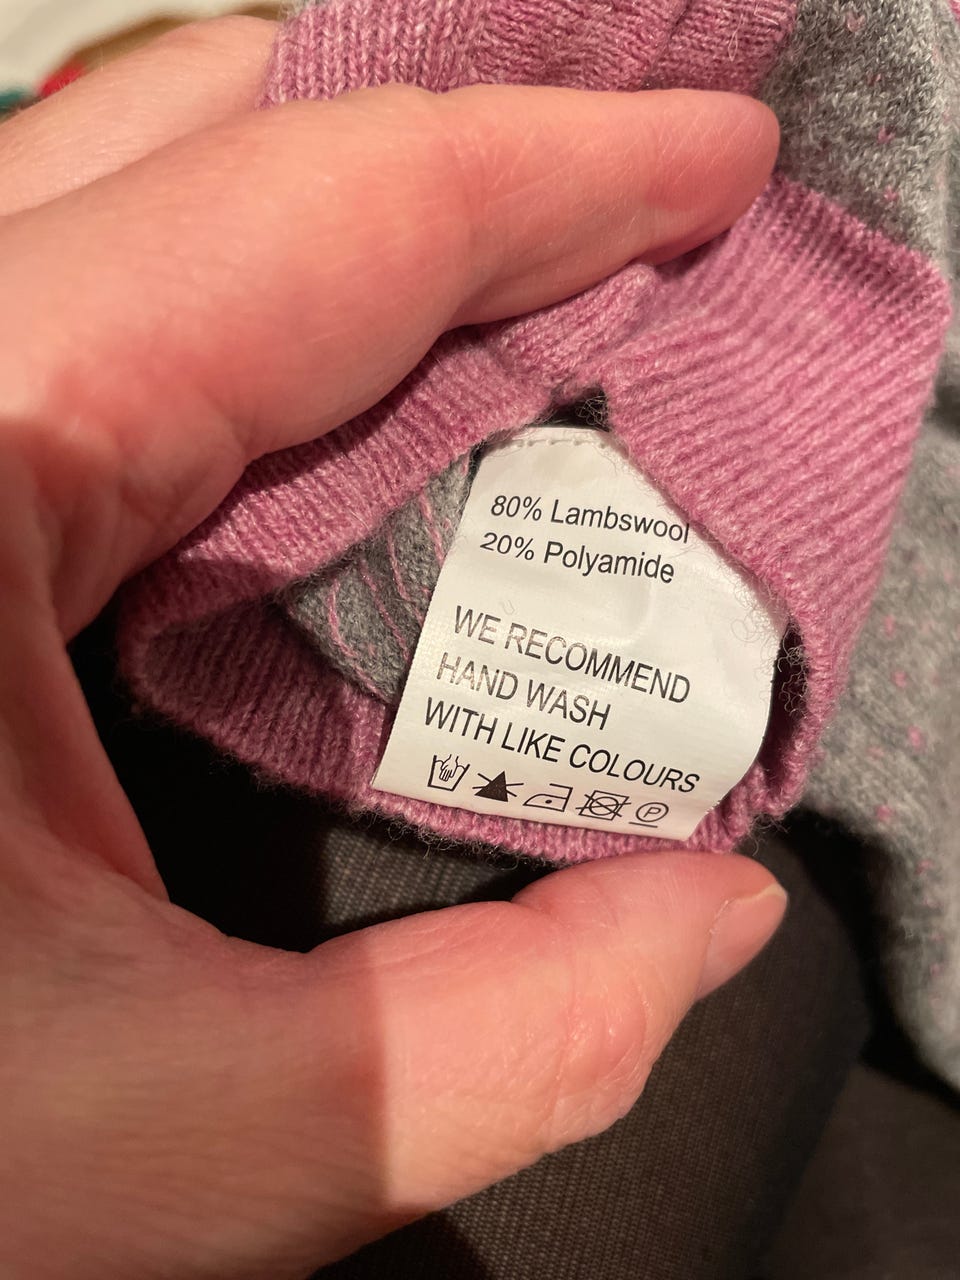 80% Lambswool
20% Polyamide
WE RECOMMEND
HAND WASH
WITH LIKE COLOURS
P